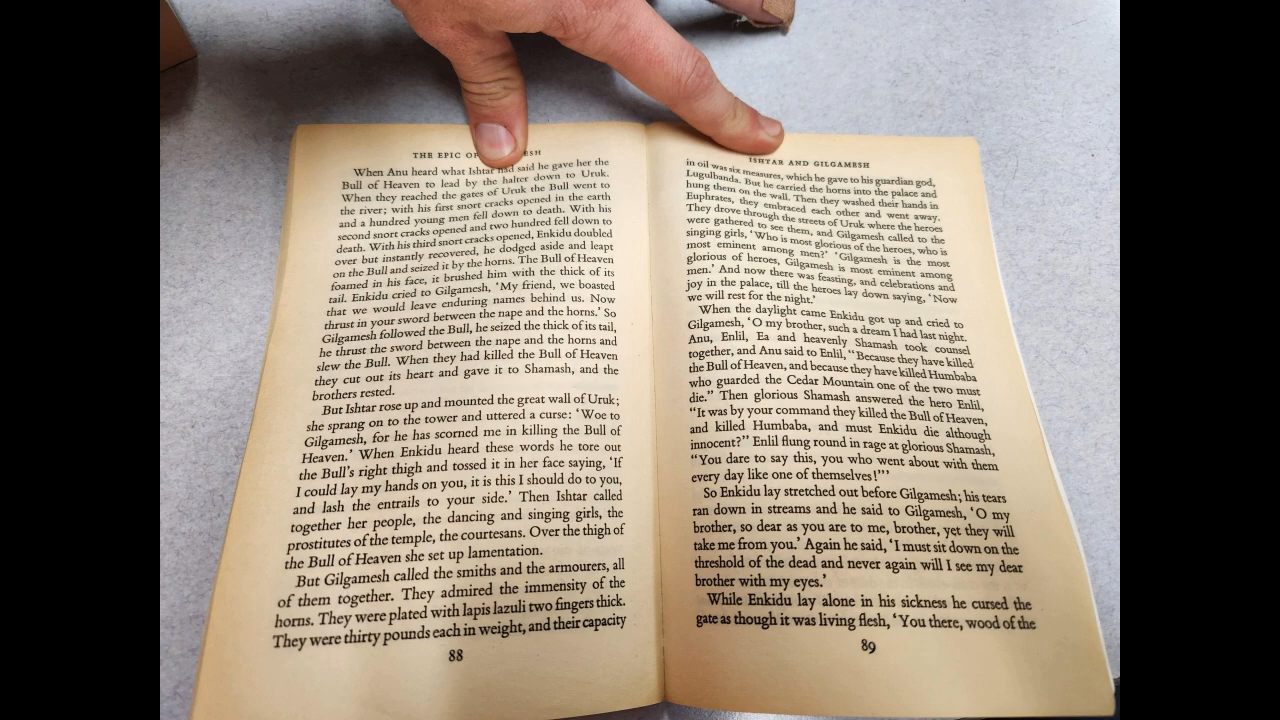 THE EPIC OF ESH
When Anu heard what Ishtar had said he gave her the
Bull of Heaven to lead by the halter down to Uruk.
When they reached the gates of Uruk the Bull went to
the river; with his first snort cracks opened in the earth
and a hundred young men fell down to death. With his
second snort cracks opened and two hundred fell down to
death. With his third snort cracks opened, Enkidu doubled
over but instantly recovered, he dodged aside and leapt
on the Bull and seized it by the horns. The Bull of Heaven
foamed in his face, it brushed him with the thick of its
tail. Enkidu cried to Gilgamesh, ‘My friend, we boasted
that we would leave enduring names behind us. Now
thrust in your sword between the nape and the horns.’ So
Gilgamesh followed the Bull, he seized the thick of its tail,
he thrust the sword between the nape and the horns and
slew the Bull. When they had killed the Bull of Heaven
they cut out its heart and gave it to Shamash, and the
brothers rested.
But Ishtar rose up and mounted the great wall of Uruk;
she sprang on to the tower and uttered a curse: ‘Woe to
Gilgamesh, for he has scorned me in killing the Bull of
Heaven.’ When Enkidu heard these words he tore out
the Bull’s right thigh and tossed it in her face saying, ‘If
I could lay my hands on you, it is this I should do to you,
and lash the entrails to your side.’ Then Ishtar called
together her people, the dancing and singing girls, the
prostitutes of the temple, the courtesans. Over the thigh of
the Bull of Heaven she set up lamentation.
But Gilgamesh called the smiths and the armourers, all
of them together. They admired the immensity of the
horns. They were plated with lapis lazuli two fingers thick.
They were thirty pounds each in weight, and their capacity
88
ISHTAR AND GILGAMESH
in oil was six measures, which he gave to his guardian god,
Lugulbanda. But he carried the horns into the palace and
hung them on the wall. Then they washed their hands in
Euphrates, they embraced each other and went away.
They drove through the streets of Uruk where the heroes
were gathered to see them, and Gilgamesh called to the
singing girls, ‘Who is most glorious of the heroes, who is
most eminent among men?’ ‘Gilgamesh is the most
glorious of heroes, Gilgamesh is most eminent among
men.’ And now there was feasting, and celebrations and
joy in the palace, till the heroes lay down saying, ‘Now
we will rest for the night.’
When the daylight came Enkidu got up and cried to
Gilgamesh, ‘O my brother, such a dream I had last night.
Anu, Enlil, Ea and heavenly Shamash took counsel
together, and Anu said to Enlil, “Because they have killed
the Bull of Heaven, and because they have killed Humbaba
who guarded the Cedar Mountain one of the two must
die.” Then glorious Shamash answered the hero Enlil,
“It was by your command they killed the Bull of Heaven,
and killed Humbaba, and must Enkidu die although
innocent?” Enlil flung round in rage at glorious Shamash,
“You dare to say this, you who went about with them
every day like one of themselves!”’
So Enkidu lay stretched out before Gilgamesh; his tears
ran down in streams and he said to Gilgamesh, ‘O my
brother, so dear as you are to me, brother, yet they will
take me from you.’ Again he said, ‘I must sit down on the
threshold of the dead and never again will I see my dear
brother with my eyes.’
While Enkidu lay alone in his sickness he cursed the
gate as though it was living flesh, ‘You there, wood of the
89